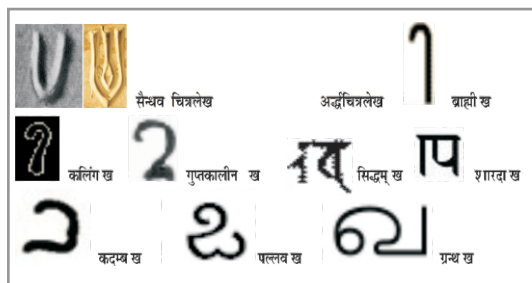 सैन्धव चित्रलेख अर्द्धचित्रलेख ब्राह्मी ख
कलिंग ख गुप्तकालीन ख सिद्धम् ख शारदा ख
कदम्ब ख पल्लव ख ग्रन्थ ख